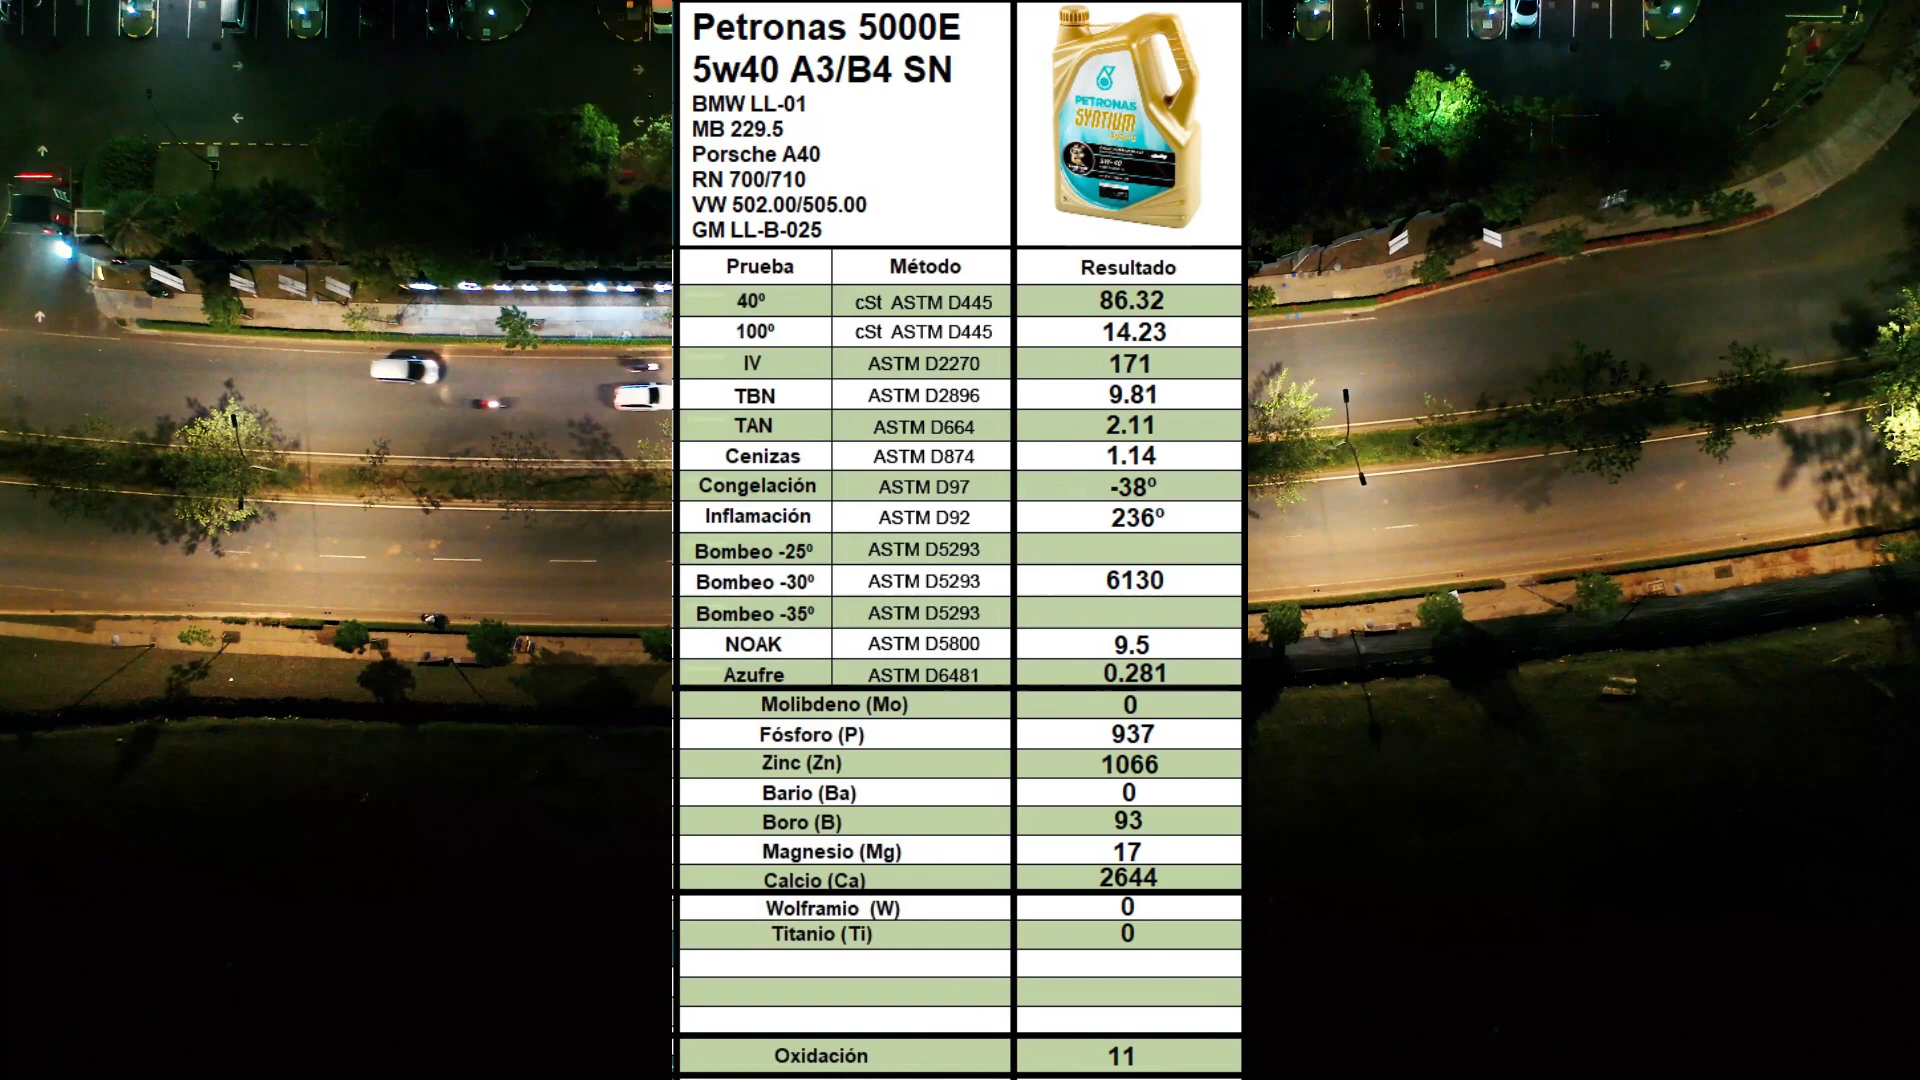 Petronas 5000E
5w40 A3/B4 SN
BMW LL-01
MB 229.5
Porsche A40
RN 700/710
VW 502.00/505.00
GM LL-B-025
PETRONAS
SYNTIUM
5W-40
Prueba Método Resultado
40º cSt ASTM D445 86.32
100º cSt ASTM D445 14.23
IV ASTM D2270 171
TBN ASTM D2896 9.81
TAN ASTM D664 2.11
Cenizas ASTM D874 1.14
Congelación ASTM D97 -38º
Inflamación ASTM D92 236º
Bombeo -25º ASTM D5293
Bombeo -30º ASTM D5293 6130
Bombeo -35º ASTM D5293
NOAK ASTM D5800 9.5
Azufre ASTM D6481 0.281
Molibdeno (Mo) 0
Fósforo (P) 937
Zinc (Zn) 1066
Bario (Ba) 0
Boro (B) 93
Magnesio (Mg) 17
Calcio (Ca) 2644
Wolframio (W) 0
Titanio (Ti) 0
Oxidación 11